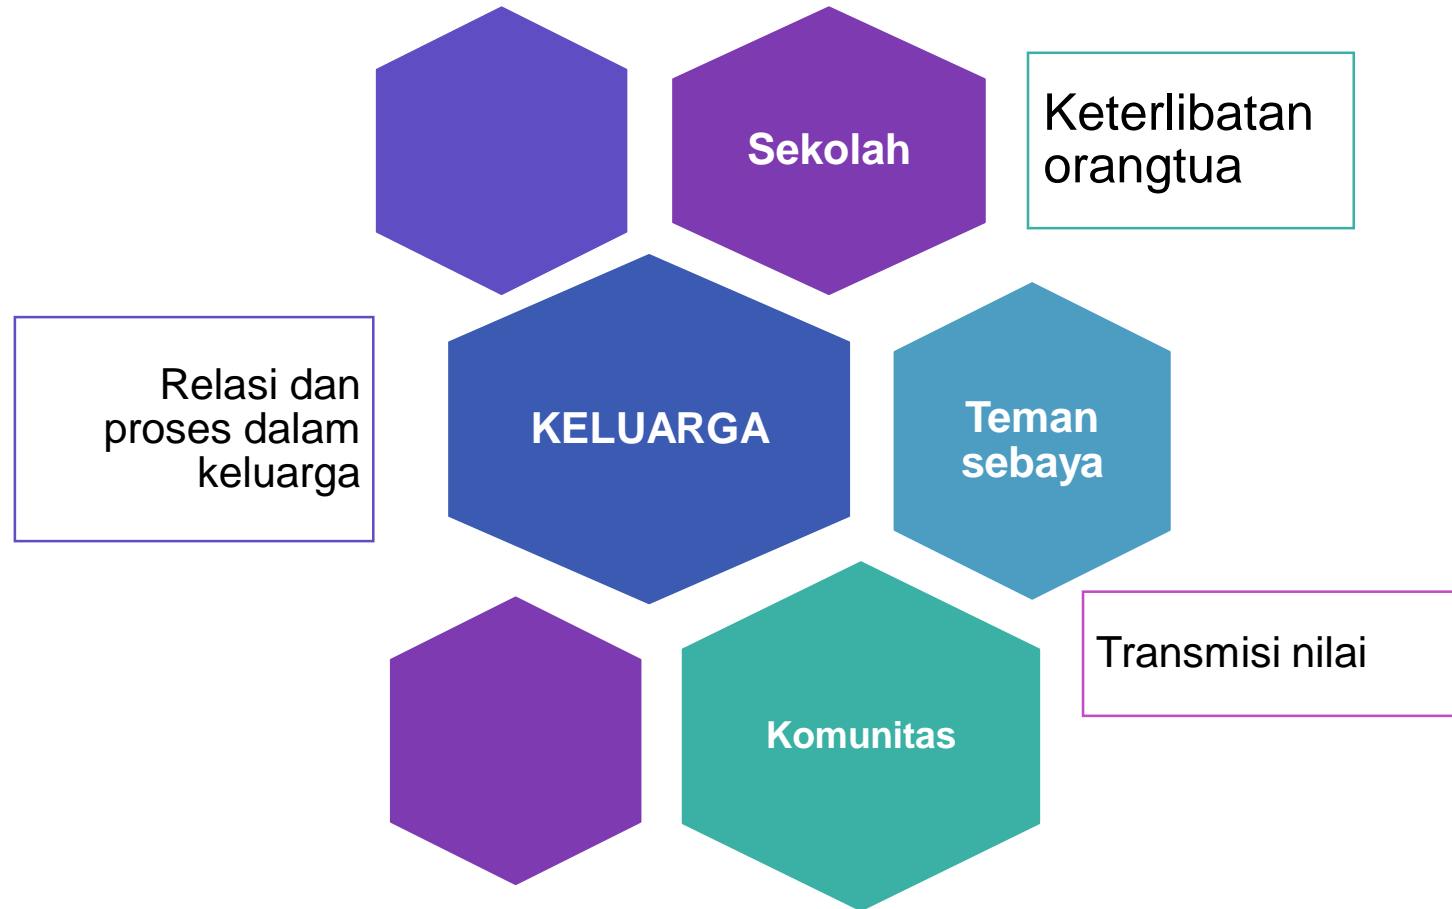 Sekolah
Keterlibatan
orangtua
Relasi dan
proses dalam
keluarga
KELUARGA
Teman
sebaya
Transmisi nilai
Komunitas